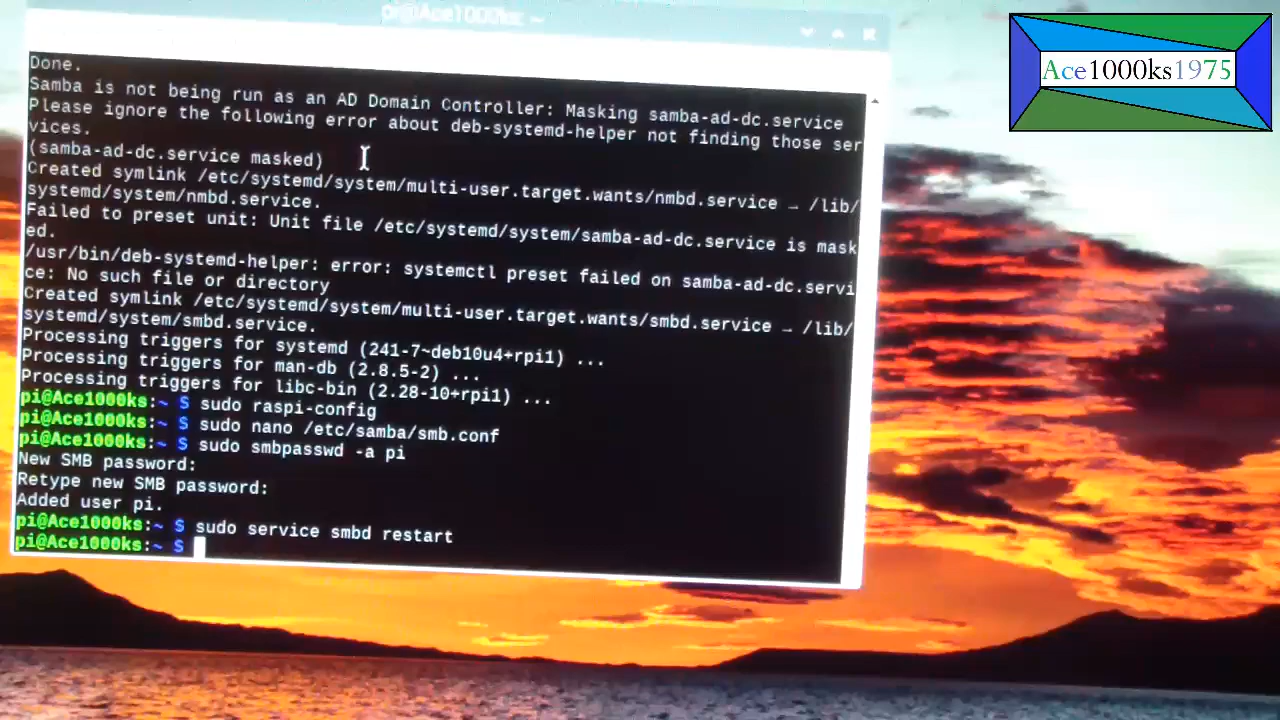 pi@Ace1000ks: ~
Ace1000ks1975
Done.
Samba is not being run as an AD Domain Controller: Masking samba-ad-dc.service
Please ignore the following error about deb-systemd-helper not finding those ser
vices.
(samba-ad-dc.service masked)
Created symlink /etc/systemd/system/multi-user.target.wants/nmbd.service → /lib/
systemd/system/nmbd.service.
Failed to preset unit: Unit file /etc/systemd/system/samba-ad-dc.service is mask
ed.
/usr/bin/deb-systemd-helper: error: systemctl preset failed on samba-ad-dc.servi
ce: No such file or directory
Created symlink /etc/systemd/system/multi-user.target.wants/smbd.service → /lib/
systemd/system/smbd.service.
Processing triggers for systemd (241-7~deb10u4+rpi1) ...
Processing triggers for man-db (2.8.5-2) ...
Processing triggers for libc-bin (2.28-10+rpi1) ...
pi@Ace1000ks:~ $ sudo raspi-config
pi@Ace1000ks:~ $ sudo nano /etc/samba/smb.conf
pi@Ace1000ks:~ $ sudo smbpasswd -a pi
New SMB password:
Retype new SMB password:
Added user pi.
pi@Ace1000ks:~ $ sudo service smbd restart
pi@Ace1000ks:~ $